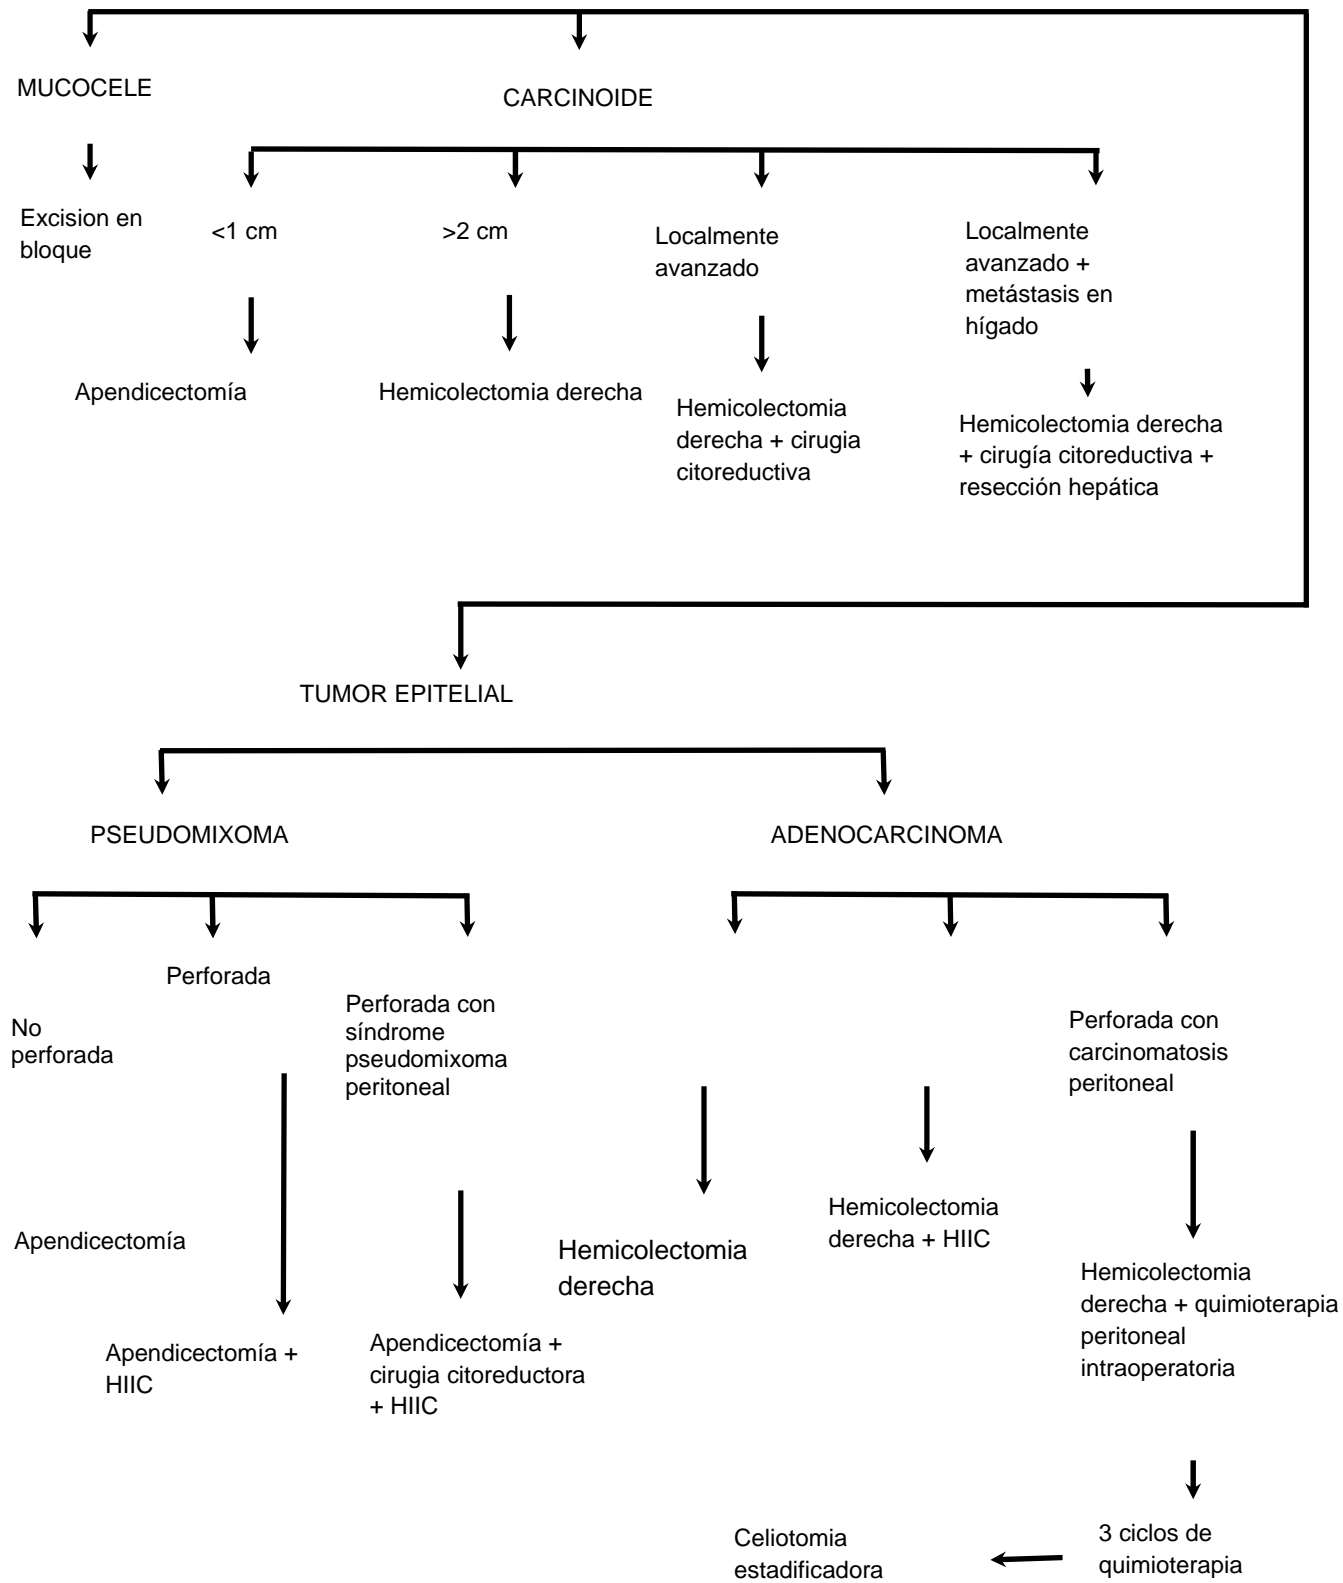 MUCOCELE
CARCINOIDE
Excision en
bloque
<1 cm
>2 cm
Localmente
avanzado
Localmente
avanzado +
metástasis en
hígado
Apendicectomía
Hemicolectomia derecha
Hemicolectomia
derecha + cirugia
citoreductiva
Hemicolectomia derecha
+ cirugía citoreductiva +
resección hepática
TUMOR EPITELIAL
PSEUDOMIXOMA
ADENOCARCINOMA
No
perforada
Perforada
Perforada con
síndrome
pseudomixoma
peritoneal
Perforada con
carcinomatosis
peritoneal
Apendicectomía
Apendicectomía +
HIIC
Apendicectomía +
cirugia citoreductora
+ HIIC
Hemicolectomia
derecha
Hemicolectomia
derecha + HIIC
Hemicolectomia
derecha + quimioterapia
peritoneal
intraoperatoria
3 ciclos de
quimioterapia
Celiotomia
estadificadora